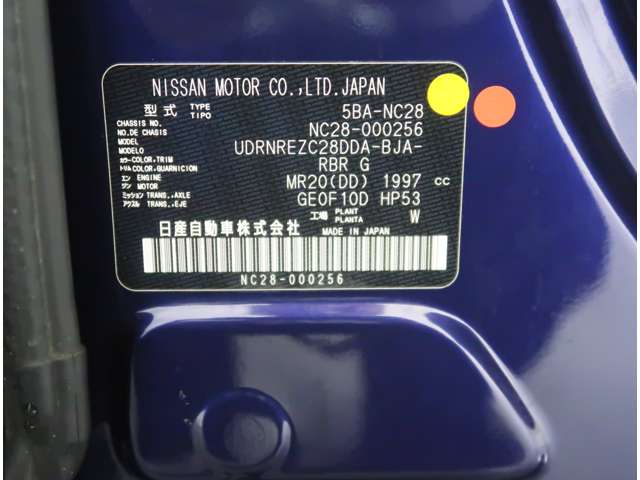 NISSAN MOTOR CO.,LTD.JAPAN
型式 TYPE TIPO 5BA-NC28
CHASSIS NO. NO.DE CHASIS NC28-000256
MODEL MODELO UDRNREZC28DDA-BJA-
カラー COLOR,TRIM トリム COLOR,GUARNICION RBR G
エンジン ENGINE MOTOR MR20(DD) 1997 cc
ミッション TRANS.,AXLE アクスル TRANS.,EJE GE0F10D HP53
工場 PLANT PLANTA W
日産自動車株式会社 MADE IN JAPAN
NC28-000256